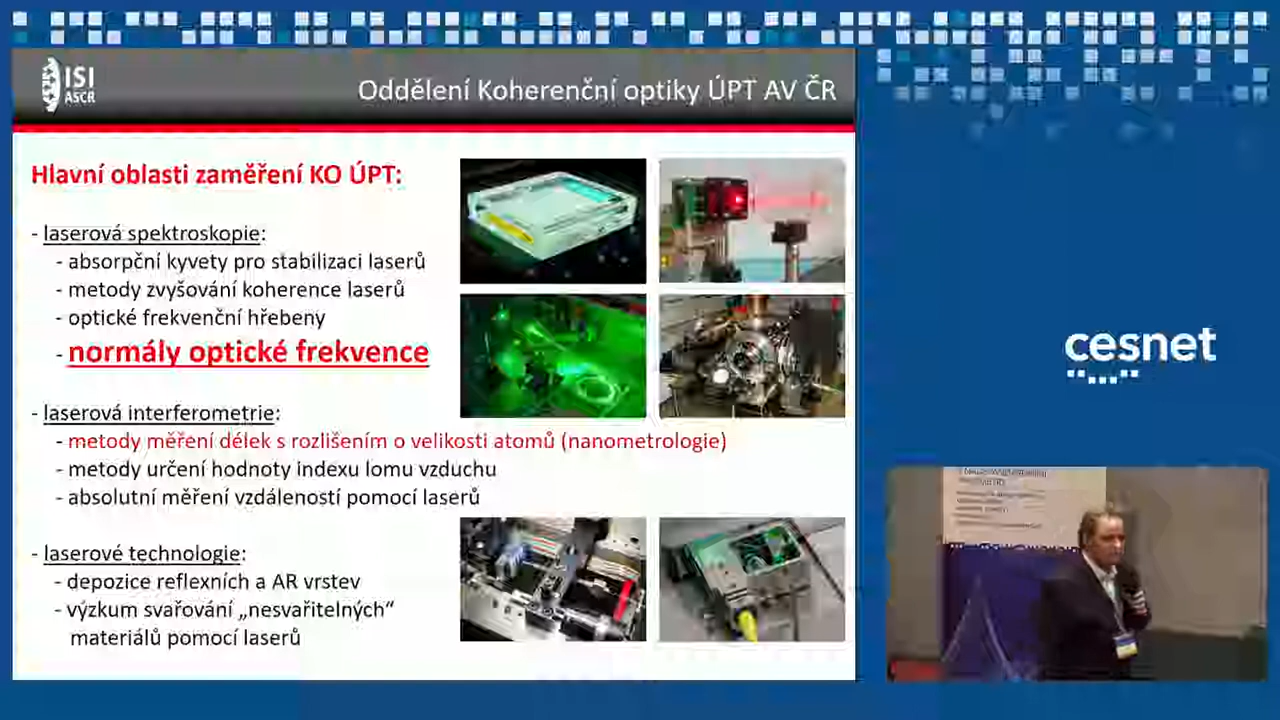 ISI
ASCR
Oddělení Koherenční optiky ÚPT AV ČR
Hlavní oblasti zaměření KO ÚPT:
- laserová spektroskopie:
- absorpční kyvety pro stabilizaci laserů
- metody zvyšování koherence laserů
- optické frekvenční hřebeny
- normály optické frekvence
- laserová interferometrie:
- metody měření délek s rozlišením o velikosti atomů (nanometrologie)
- metody určení hodnoty indexu lomu vzduchu
- absolutní měření vzdáleností pomocí laserů
- laserové technologie:
- depozice reflexních a AR vrstev
- výzkum svařování „nesvařitelných“
materiálů pomocí laserů
cesnet